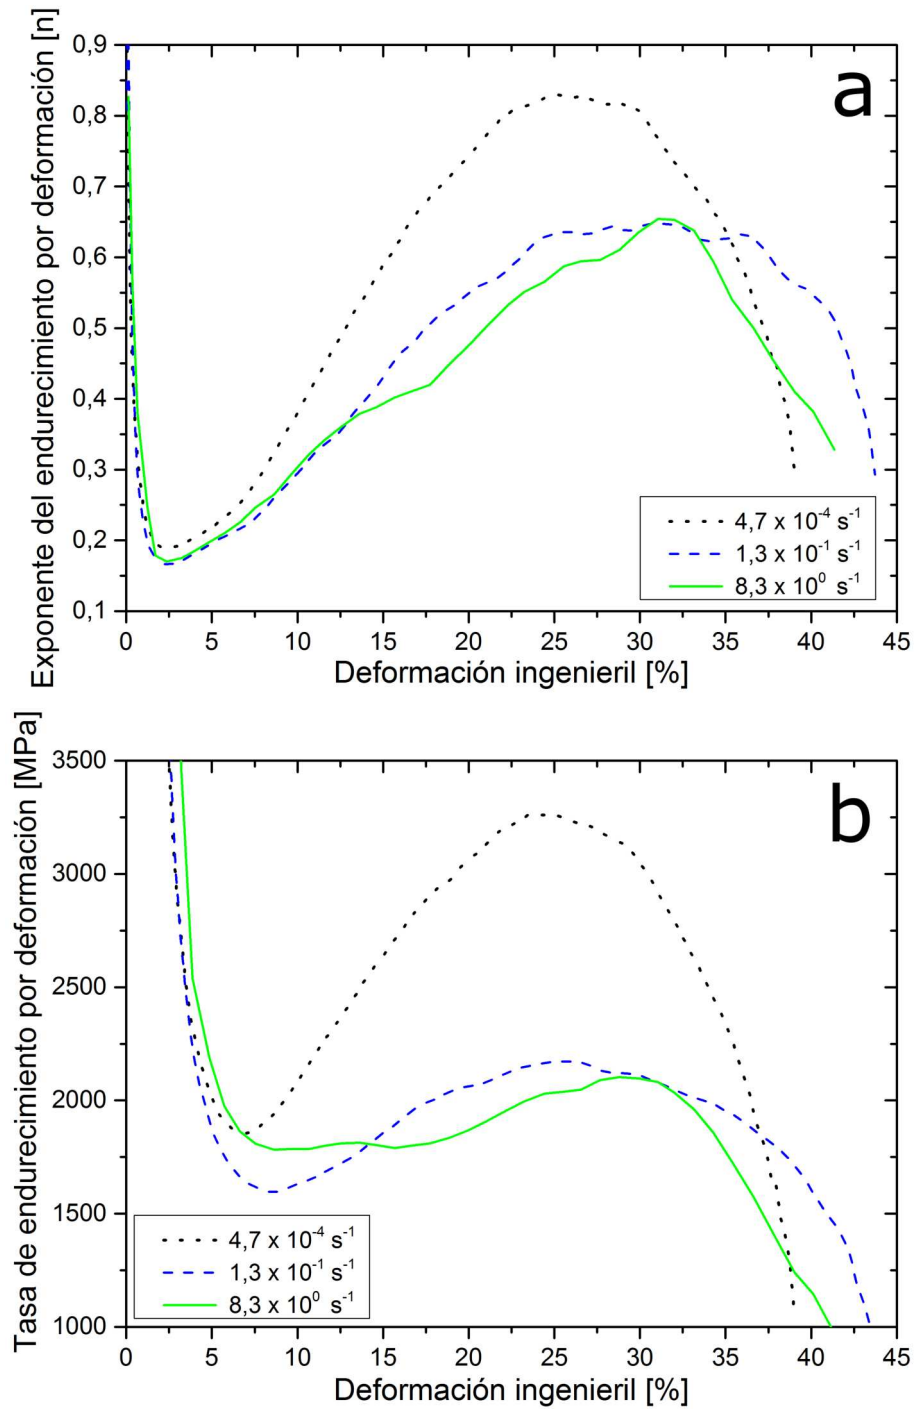 Exponente del endurecimiento por deformación [n]
0,9
0,8
0,7
0,6
0,5
0,4
0,3
0,2
0,1
a
4,7 x 10⁻⁴ s⁻¹
1,3 x 10⁻¹ s⁻¹
8,3 x 10⁰ s⁻¹
0 5 10 15 20 25 30 35 40 45
Deformación ingenieril [%]
Tasa de endurecimiento por deformación [MPa]
3500
3000
2500
2000
1500
1000
b
4,7 x 10⁻⁴ s⁻¹
1,3 x 10⁻¹ s⁻¹
8,3 x 10⁰ s⁻¹
0 5 10 15 20 25 30 35 40 45
Deformación ingenieril [%]